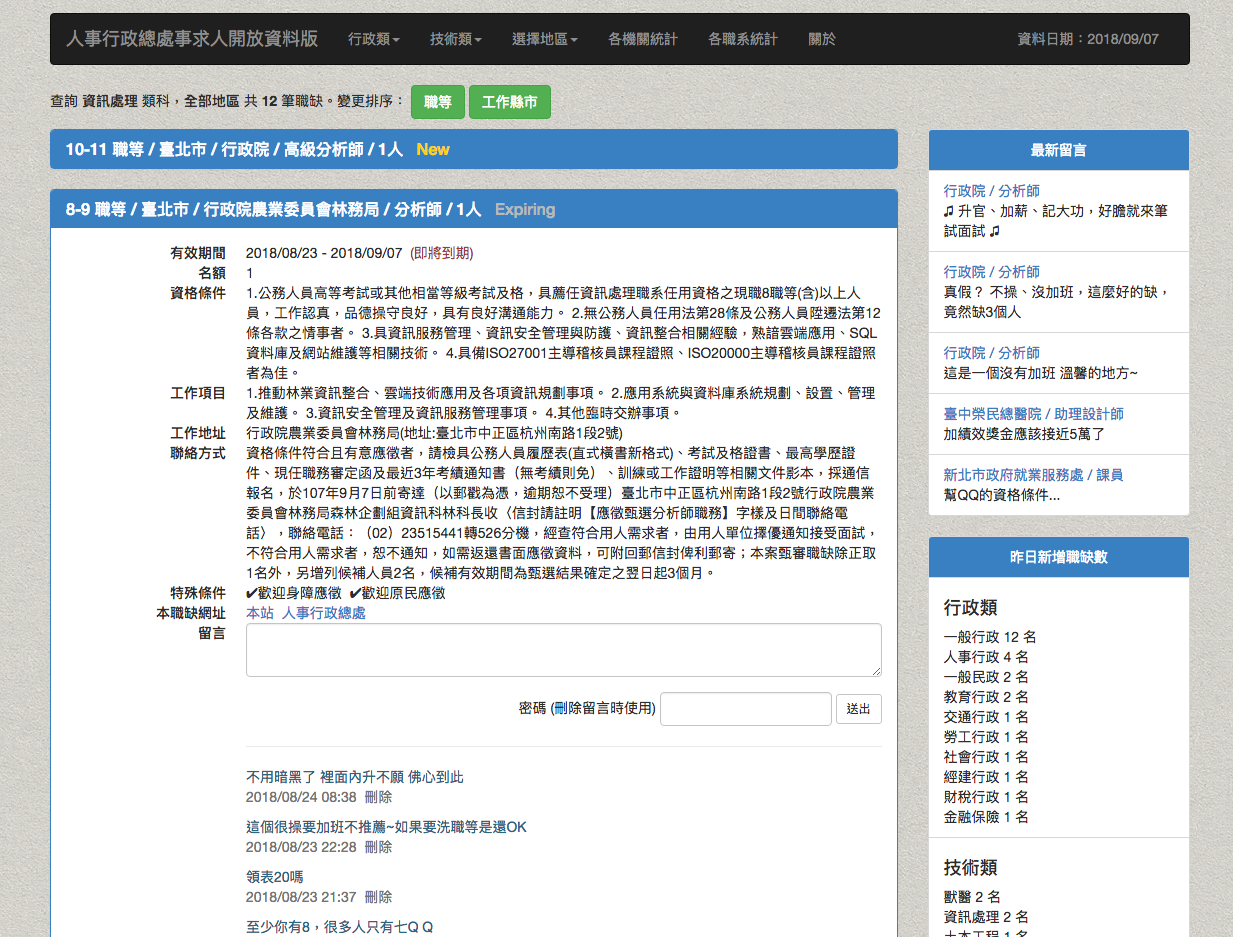 人事行政總處事求人開放資料版 行政類 技術類 選擇地區 各機關統計 各職系統計 關於 資料日期：2018/09/07
查詢 資訊處理 類科，全部地區 共 12 筆職缺。變更排序： 職等 工作縣市
10-11 職等 / 臺北市 / 行政院 / 高級分析師 / 1人 New
8-9 職等 / 臺北市 / 行政院農業委員會林務局 / 分析師 / 1人 Expiring
有效期間 2018/08/23 - 2018/09/07 (即將到期)
名額 1
資格條件 1.公務人員高等考試或其他相當等級考試及格，具薦任資訊處理職系任用資格之現職8職等(含)以上人
員，工作認真，品德操守良好，具有良好溝通能力。 2.無公務人員任用法第28條及公務人員陞遷法第12
條各款之情事者。 3.具資訊服務管理、資訊安全管理與防護、資訊整合相關經驗，熟諳雲端應用、SQL
資料庫及網站維護等相關技術。 4.具備ISO27001主導稽核員課程證照、ISO20000主導稽核員課程證照
者為佳。
工作項目 1.推動林業資訊整合、雲端技術應用及各項資訊規劃事項。 2.應用系統與資料庫系統規劃、設置、管理
及維護。 3.資訊安全管理及資訊服務管理事項。 4.其他臨時交辦事項。
工作地址 行政院農業委員會林務局(地址:臺北市中正區杭州南路1段2號)
聯絡方式 資格條件符合且有意應徵者，請檢具公務人員履歷表(直式橫書新格式)、考試及格證書、最高學歷證
件、現任職務審定函及最近3年考績通知書（無考績則免）、訓練或工作證明等相關文件影本，採通信
報名，於107年9月7日前寄達（以郵戳為憑，逾期恕不受理）臺北市中正區杭州南路1段2號行政院農業
委員會林務局森林企劃組資訊科林科長收〈信封請註明【應徵甄選分析師職務】字樣及日間聯絡電
話〉，聯絡電話：（02）23515441轉526分機，經查符合用人需求者，由用人單位擇優通知接受面試，
不符合用人需求者，恕不通知，如需返還書面應徵資料，可附回郵信封俾利郵寄；本案甄審職缺除正取
1名外，另增列候補人員2名，候補有效期間為甄選結果確定之翌日起3個月。
特殊條件 ✔歡迎身障應徵 ✔歡迎原民應徵
本職缺網址 本站 人事行政總處
留言
密碼 (刪除留言時使用) 送出
不用暗黑了 裡面內升不願 佛心到此
2018/08/24 08:38 刪除
這個很操要加班不推薦~如果要洗職等是還OK
2018/08/23 22:28 刪除
領表20嗎
2018/08/23 21:37 刪除
至少你有8，很多人只有七Q Q
最新留言
行政院 / 分析師
♫ 升官、加薪、記大功，好膽就來筆
試面試 ♫
行政院 / 分析師
真假？ 不操、沒加班，這麼好的缺，
竟然缺3個人
行政院 / 分析師
這是一個沒有加班 溫馨的地方~
臺中榮民總醫院 / 助理設計師
加績效獎金應該接近5萬了
新北市政府就業服務處 / 課員
幫QQ的資格條件...
昨日新增職缺數
行政類
一般行政 12 名
人事行政 4 名
一般民政 2 名
教育行政 2 名
交通行政 1 名
勞工行政 1 名
社會行政 1 名
經建行政 1 名
財稅行政 1 名
金融保險 1 名
技術類
獸醫 2 名
資訊處理 2 名
土木工程 1 名